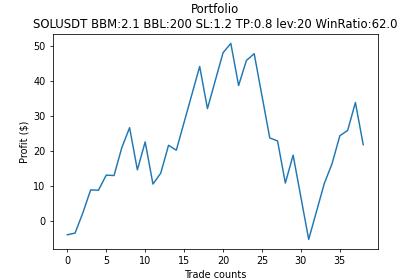 Portfolio
SOLUSDT BBM:2.1 BBL:200 SL:1.2 TP:0.8 lev:20 WinRatio:62.0
50
40
30
20
10
0
Profit ($)
0 5 10 15 20 25 30 35
Trade counts